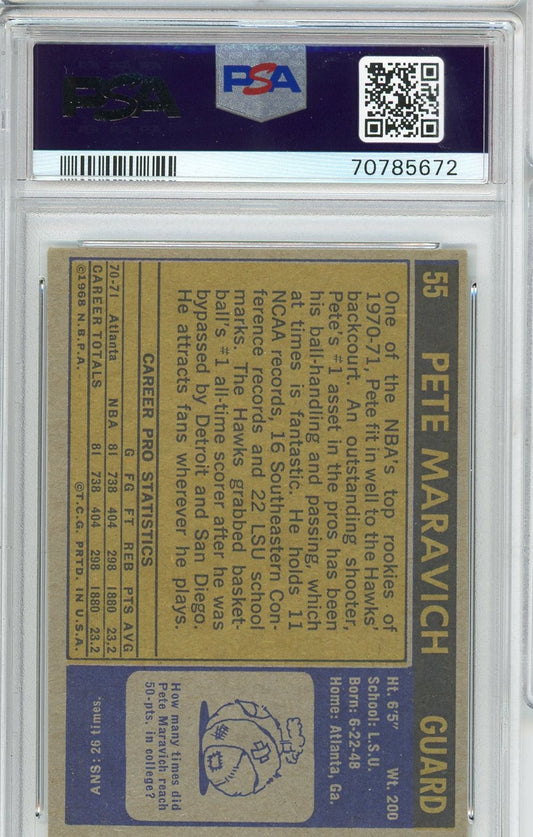 PSA
PSA
70785672
55 PETE MARAVICH GUARD
One of the NBA's top rookies of
1970-71, Pete fit in well to the Hawks'
backcourt. An outstanding shooter,
Pete's #1 asset in the pros has been
his ball-handling and passing, which
at times is fantastic. He holds 11
NCAA records, 16 Southeastern Con-
ference records and 22 LSU school
marks. The Hawks grabbed basket-
ball's #1 all-time scorer after he was
bypassed by Detroit and San Diego.
He attracts fans wherever he plays.
CAREER PRO STATISTICS
G FG FT REB PTS AVG
70-71 Atlanta NBA 81 738 404 298 1880 23.2
CAREER TOTALS 81 738 404 298 1880 23.2
©1968 N.B.P.A. ©T.C.G. PRTD. IN U.S.A.
Ht. 6'5" Wt. 200
School: L.S.U.
Born: 6-22-48
Home: Atlanta, Ga.
How many times did
Pete Maravich reach
50-pts. in college?
ANS: 26 times.